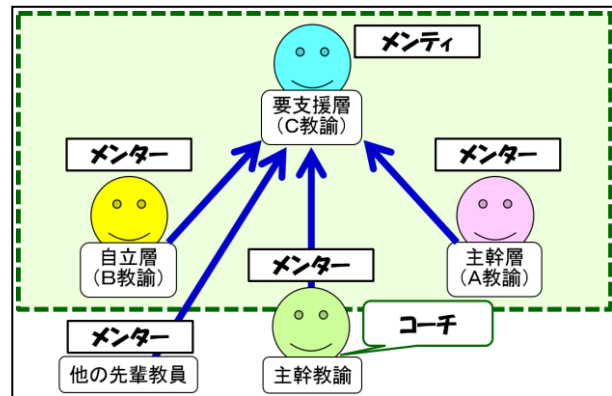 メンティ
要支援層
（C教諭）
メンター
メンター
自立層
（B教諭）
メンター
主幹層
（A教諭）
メンター
コーチ
他の先輩教員
主幹教諭